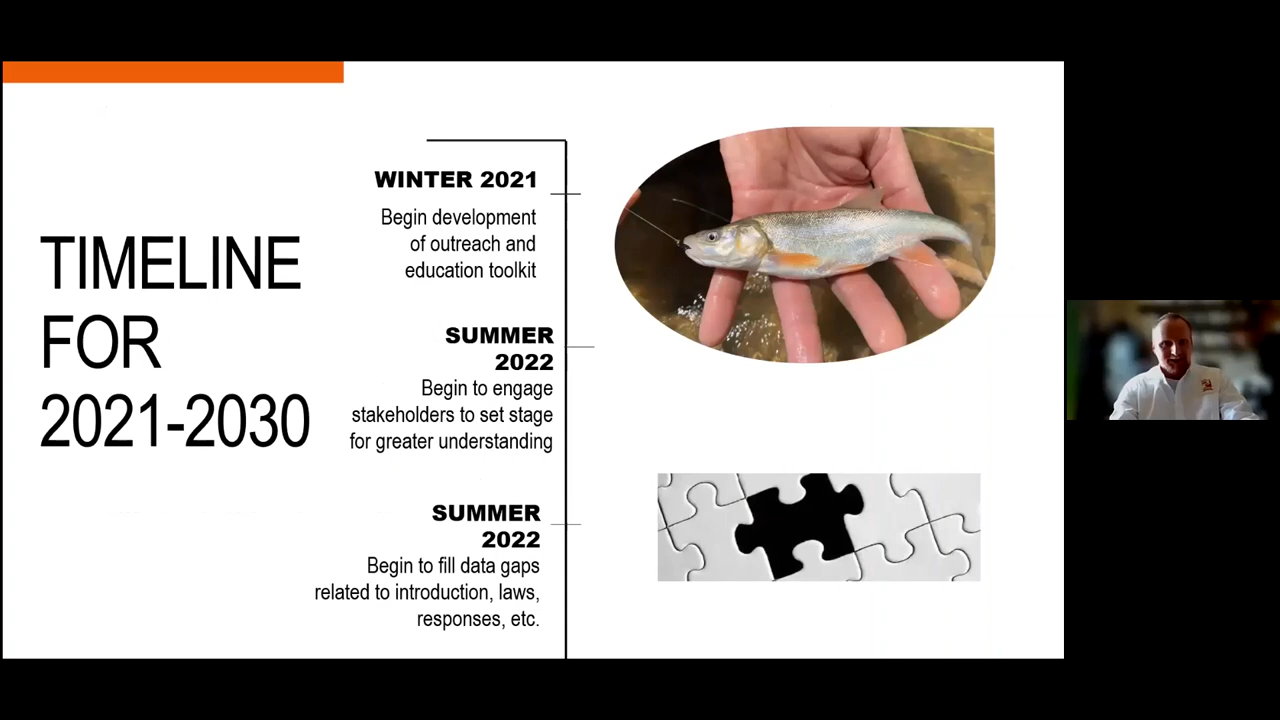 TIMELINE
FOR
2021-2030
WINTER 2021
Begin development
of outreach and
education toolkit
SUMMER
2022
Begin to engage
stakeholders to set stage
for greater understanding
SUMMER
2022
Begin to fill data gaps
related to introduction, laws,
responses, etc.